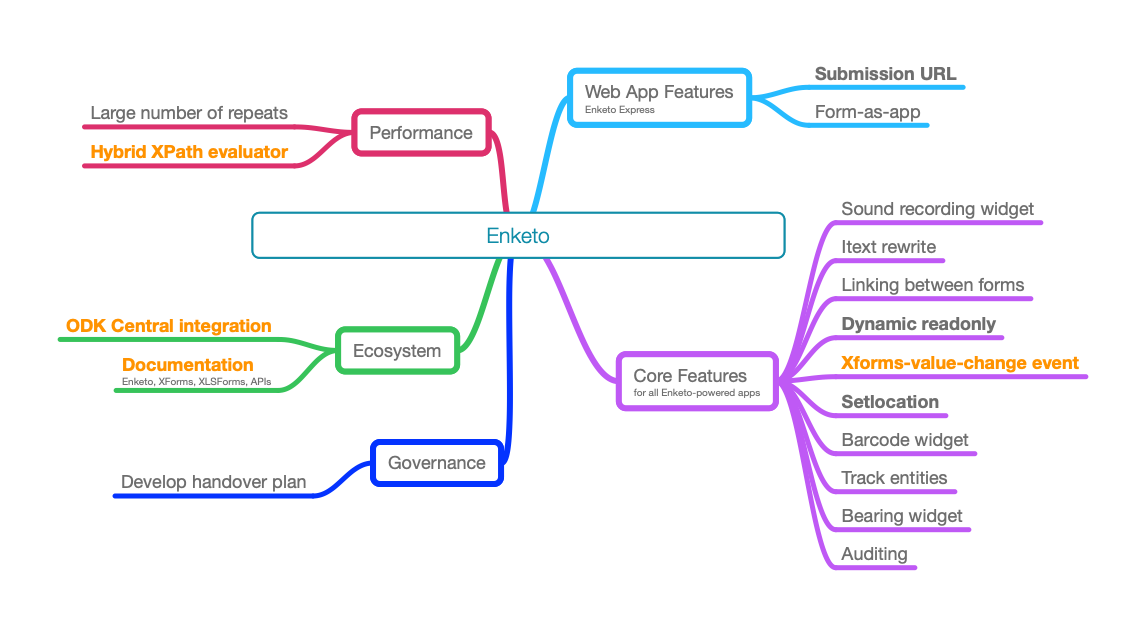 Enketo
Performance
Large number of repeats
Hybrid XPath evaluator
Web App Features
Enketo Express
Submission URL
Form-as-app
Ecosystem
ODK Central integration
Documentation
Enketo, XForms, XLSForms, APIs
Governance
Develop handover plan
Core Features
for all Enketo-powered apps
Sound recording widget
Itext rewrite
Linking between forms
Dynamic readonly
Xforms-value-change event
Setlocation
Barcode widget
Track entities
Bearing widget
Auditing